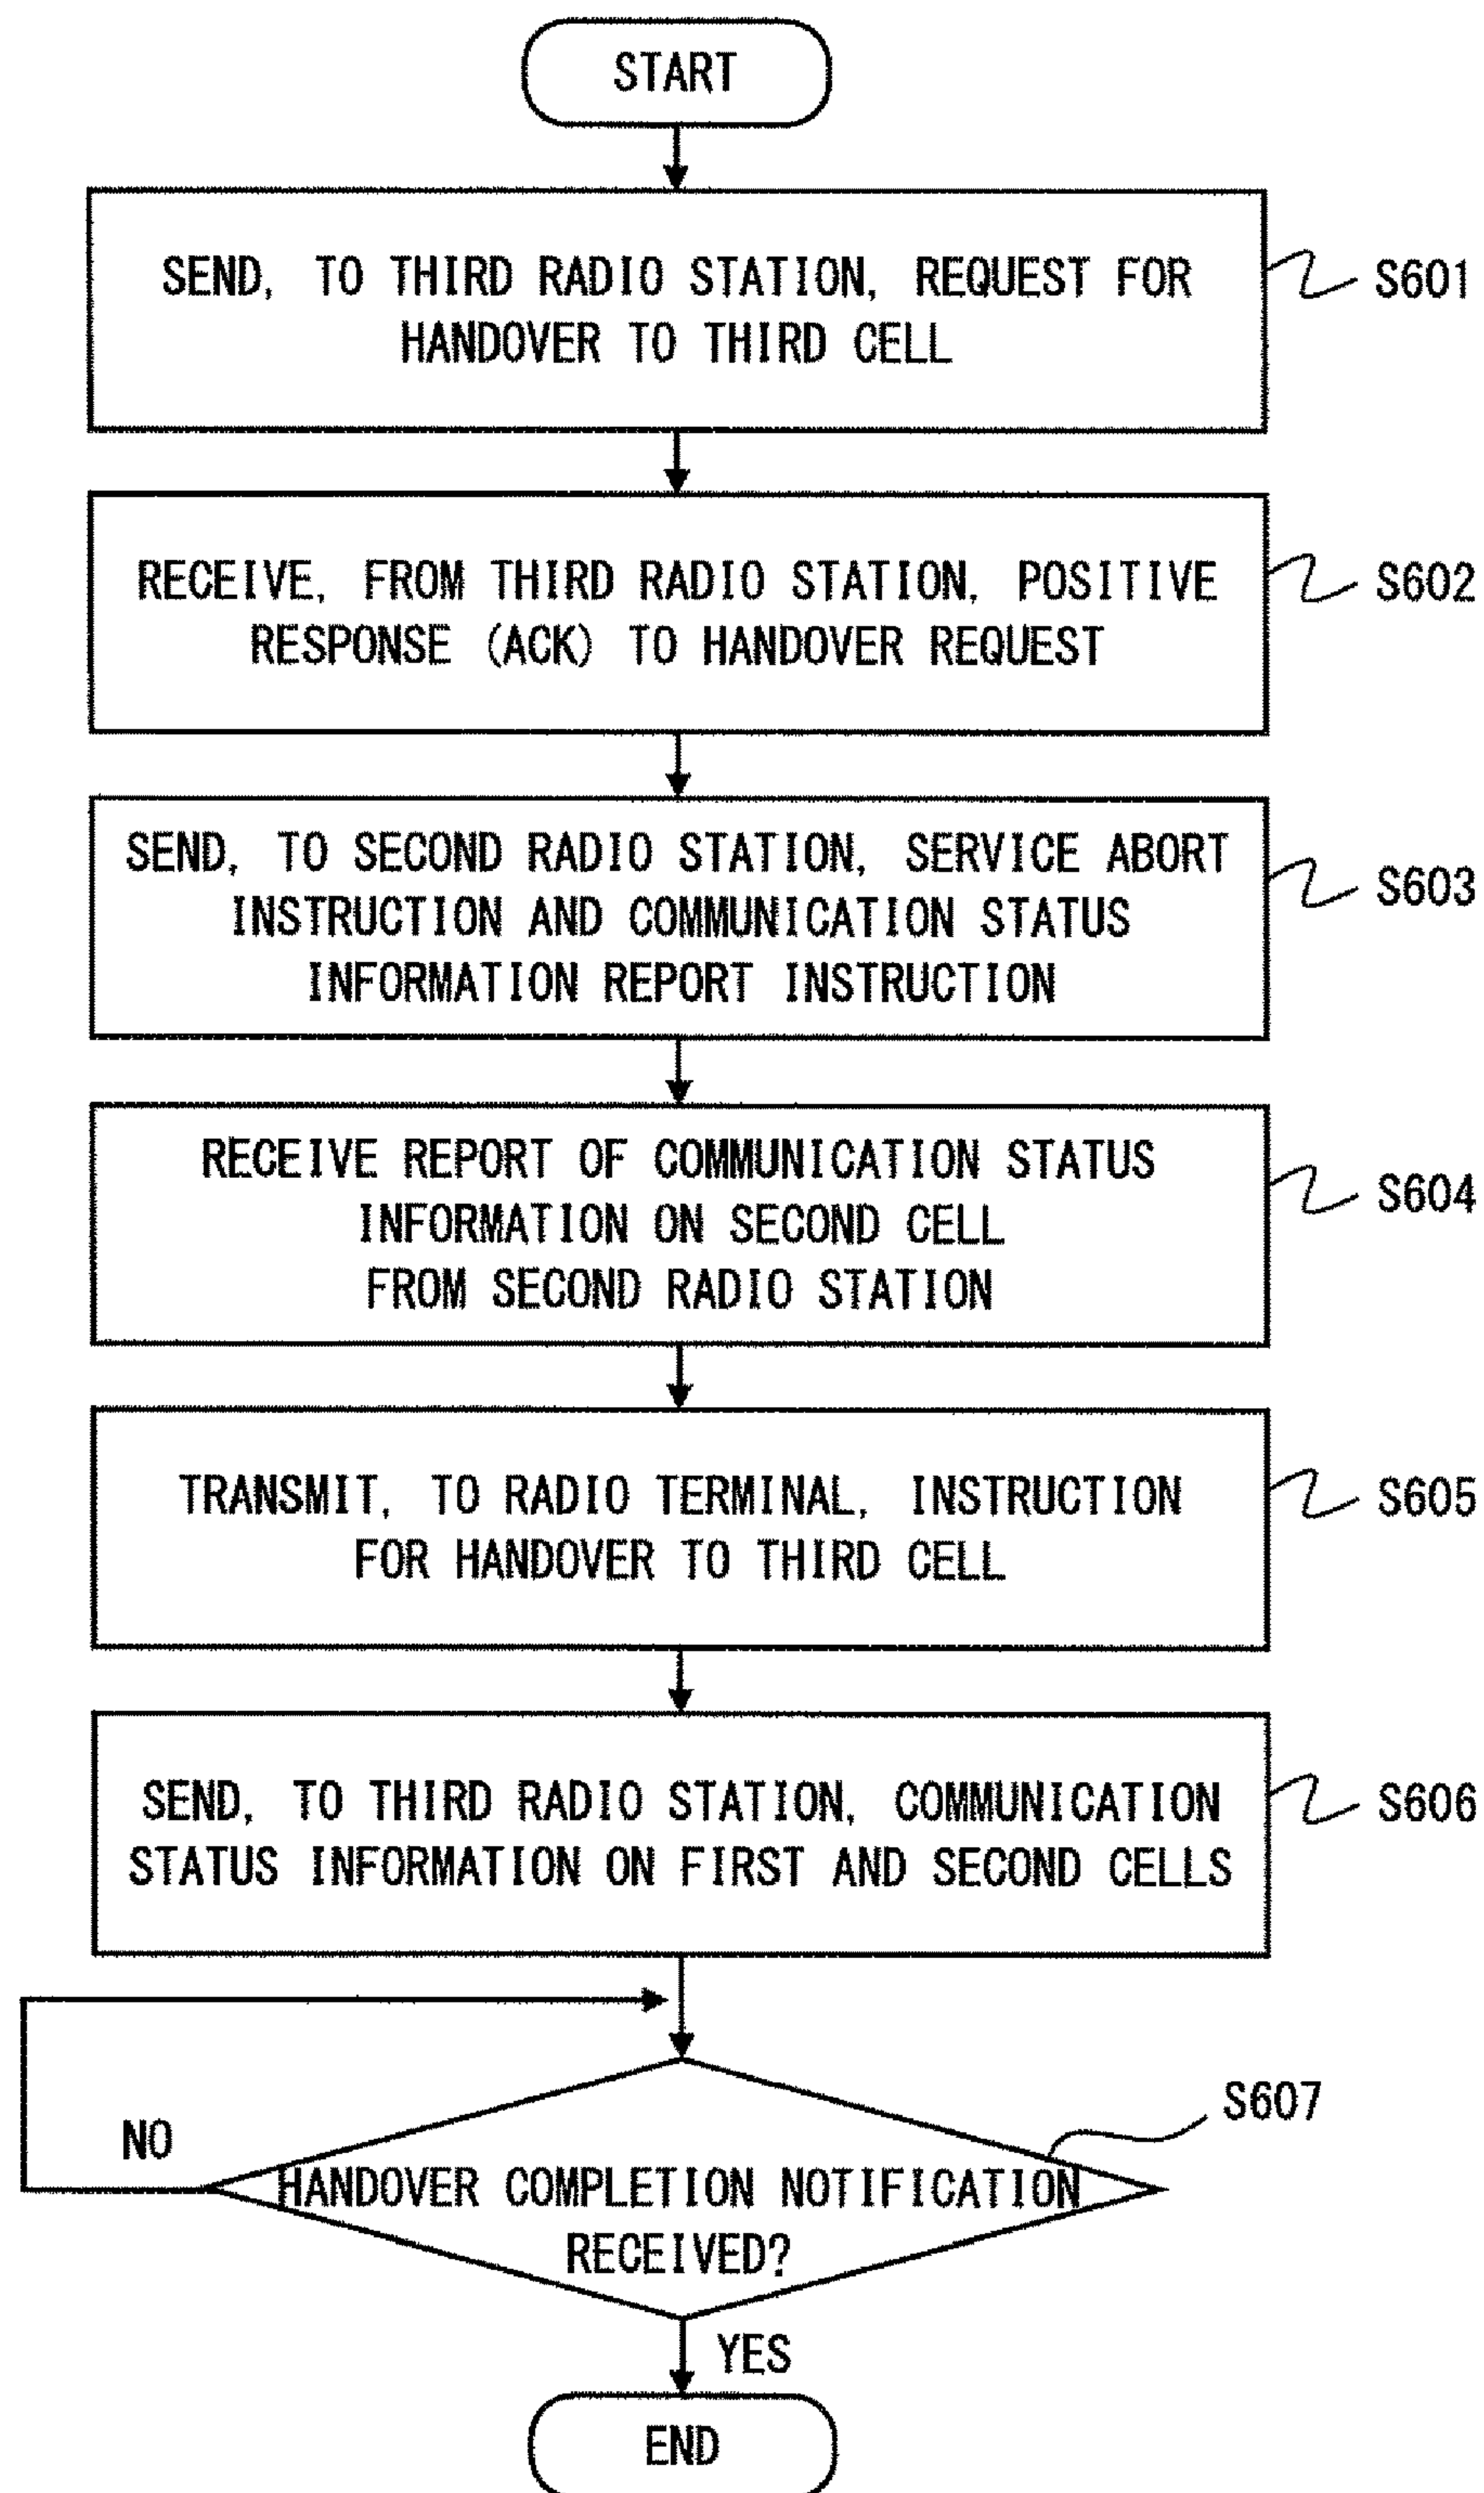 START
SEND, TO THIRD RADIO STATION, REQUEST FOR
HANDOVER TO THIRD CELL
S601
RECEIVE, FROM THIRD RADIO STATION, POSITIVE
RESPONSE (ACK) TO HANDOVER REQUEST
S602
SEND, TO SECOND RADIO STATION, SERVICE ABORT
INSTRUCTION AND COMMUNICATION STATUS
INFORMATION REPORT INSTRUCTION
S603
RECEIVE REPORT OF COMMUNICATION STATUS
INFORMATION ON SECOND CELL
FROM SECOND RADIO STATION
S604
TRANSMIT, TO RADIO TERMINAL, INSTRUCTION
FOR HANDOVER TO THIRD CELL
S605
SEND, TO THIRD RADIO STATION, COMMUNICATION
STATUS INFORMATION ON FIRST AND SECOND CELLS
S606
S607
NO
HANDOVER COMPLETION NOTIFICATION
RECEIVED?
YES
END